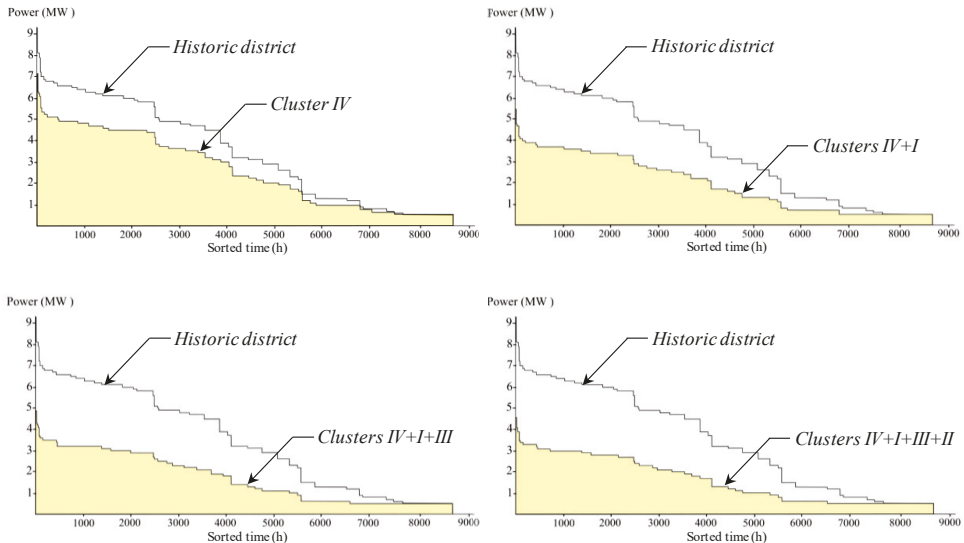 Power (MW )
9
8
7
6
5
4
3
2
1
Historic district
Cluster IV
1000 2000 3000 4000 5000 6000 7000 8000 9000
Sorted time (h)
Power (MW )
9
8
7
6
5
4
3
2
1
Historic district
Clusters IV+I
1000 2000 3000 4000 5000 6000 7000 8000 9000
Sorted time (h)
Power (MW )
9
8
7
6
5
4
3
2
1
Historic district
Clusters IV+I+III
1000 2000 3000 4000 5000 6000 7000 8000 9000
Sorted time (h)
Power (MW )
9
8
7
6
5
4
3
2
1
Historic district
Clusters IV+I+III+II
1000 2000 3000 4000 5000 6000 7000 8000 9000
Sorted time (h)